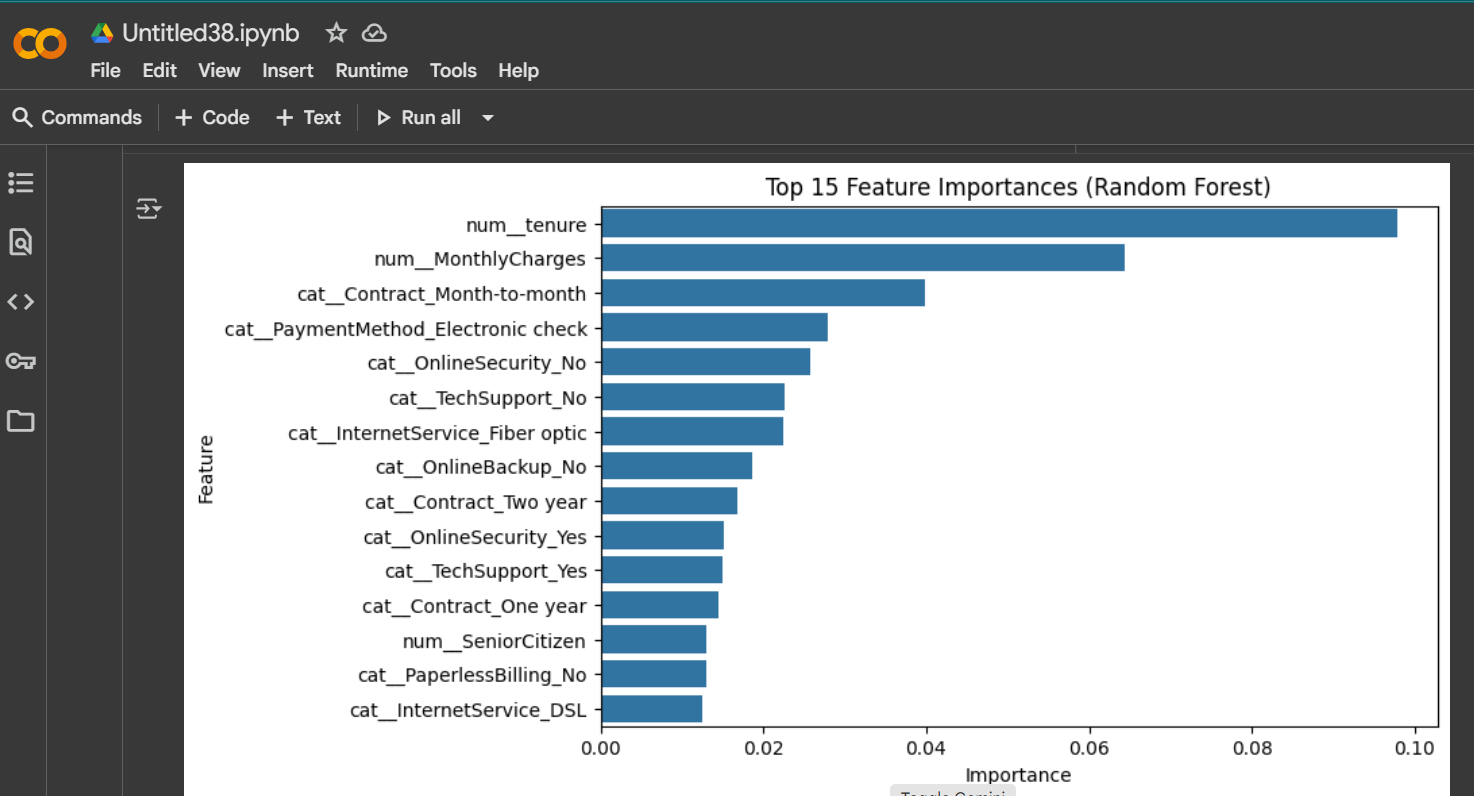 Untitled38.ipynb
File Edit View Insert Runtime Tools Help
Commands + Code + Text Run all
Top 15 Feature Importances (Random Forest)
num__tenure
num__MonthlyCharges
cat__Contract_Month-to-month
cat__PaymentMethod_Electronic check
cat__OnlineSecurity_No
cat__TechSupport_No
cat__InternetService_Fiber optic
cat__OnlineBackup_No
cat__Contract_Two year
cat__OnlineSecurity_Yes
cat__TechSupport_Yes
cat__Contract_One year
num__SeniorCitizen
cat__PaperlessBilling_No
cat__InternetService_DSL
Feature
0.00 0.02 0.04 0.06 0.08 0.10
Importance